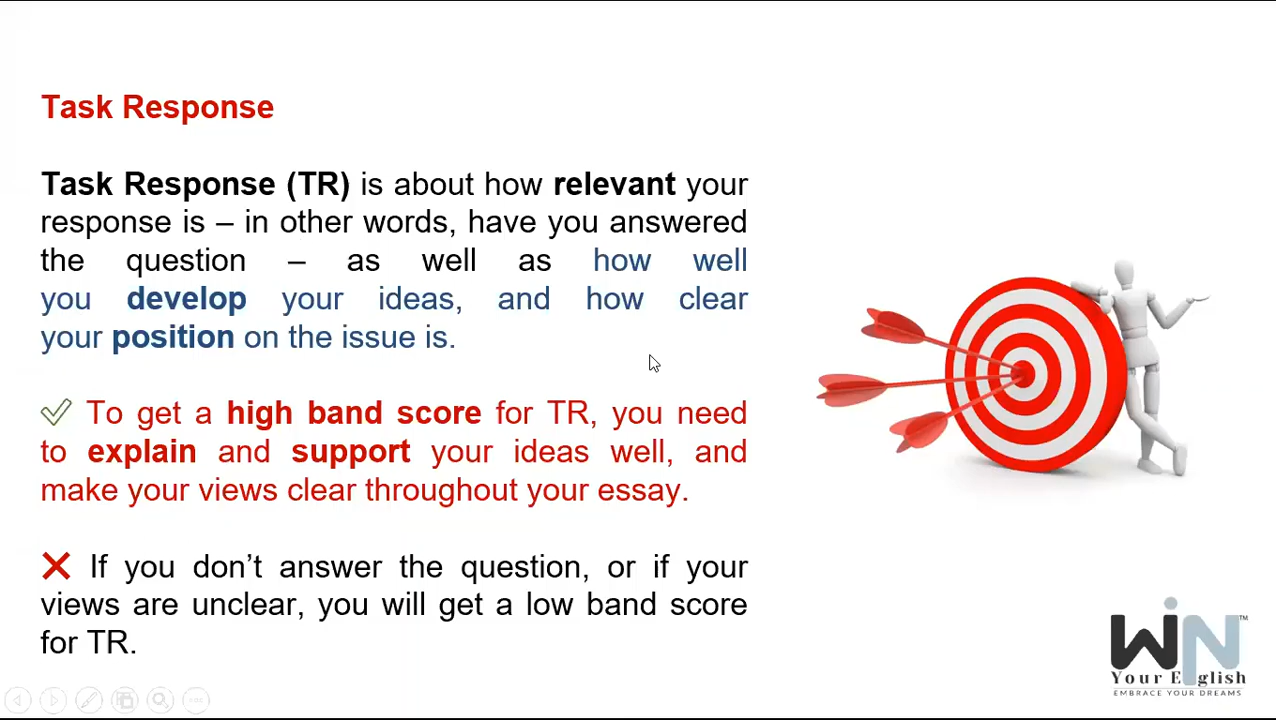 Task Response
Task Response (TR) is about how relevant your
response is – in other words, have you answered
the question – as well as how well
you develop your ideas, and how clear
your position on the issue is.
✓ To get a high band score for TR, you need
to explain and support your ideas well, and
make your views clear throughout your essay.
❌ If you don’t answer the question, or if your
views are unclear, you will get a low band score
for TR.
WiN™
Your English
EMBRACE YOUR DREAMS